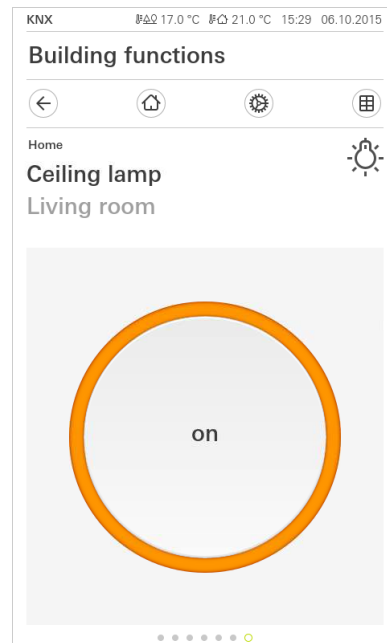 KNX 17.0 °C 21.0 °C 15:29 06.10.2015
Building functions
Home
Ceiling lamp
Living room
on